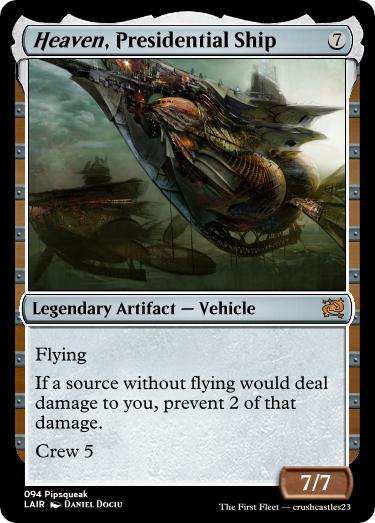 Heaven, Presidential Ship 7
Legendary Artifact — Vehicle
Flying
If a source without flying would deal
damage to you, prevent 2 of that
damage.
Crew 5
7/7
094 Pipsqueak
LAIR Daniel Dociu
The First Fleet — crushcastles23